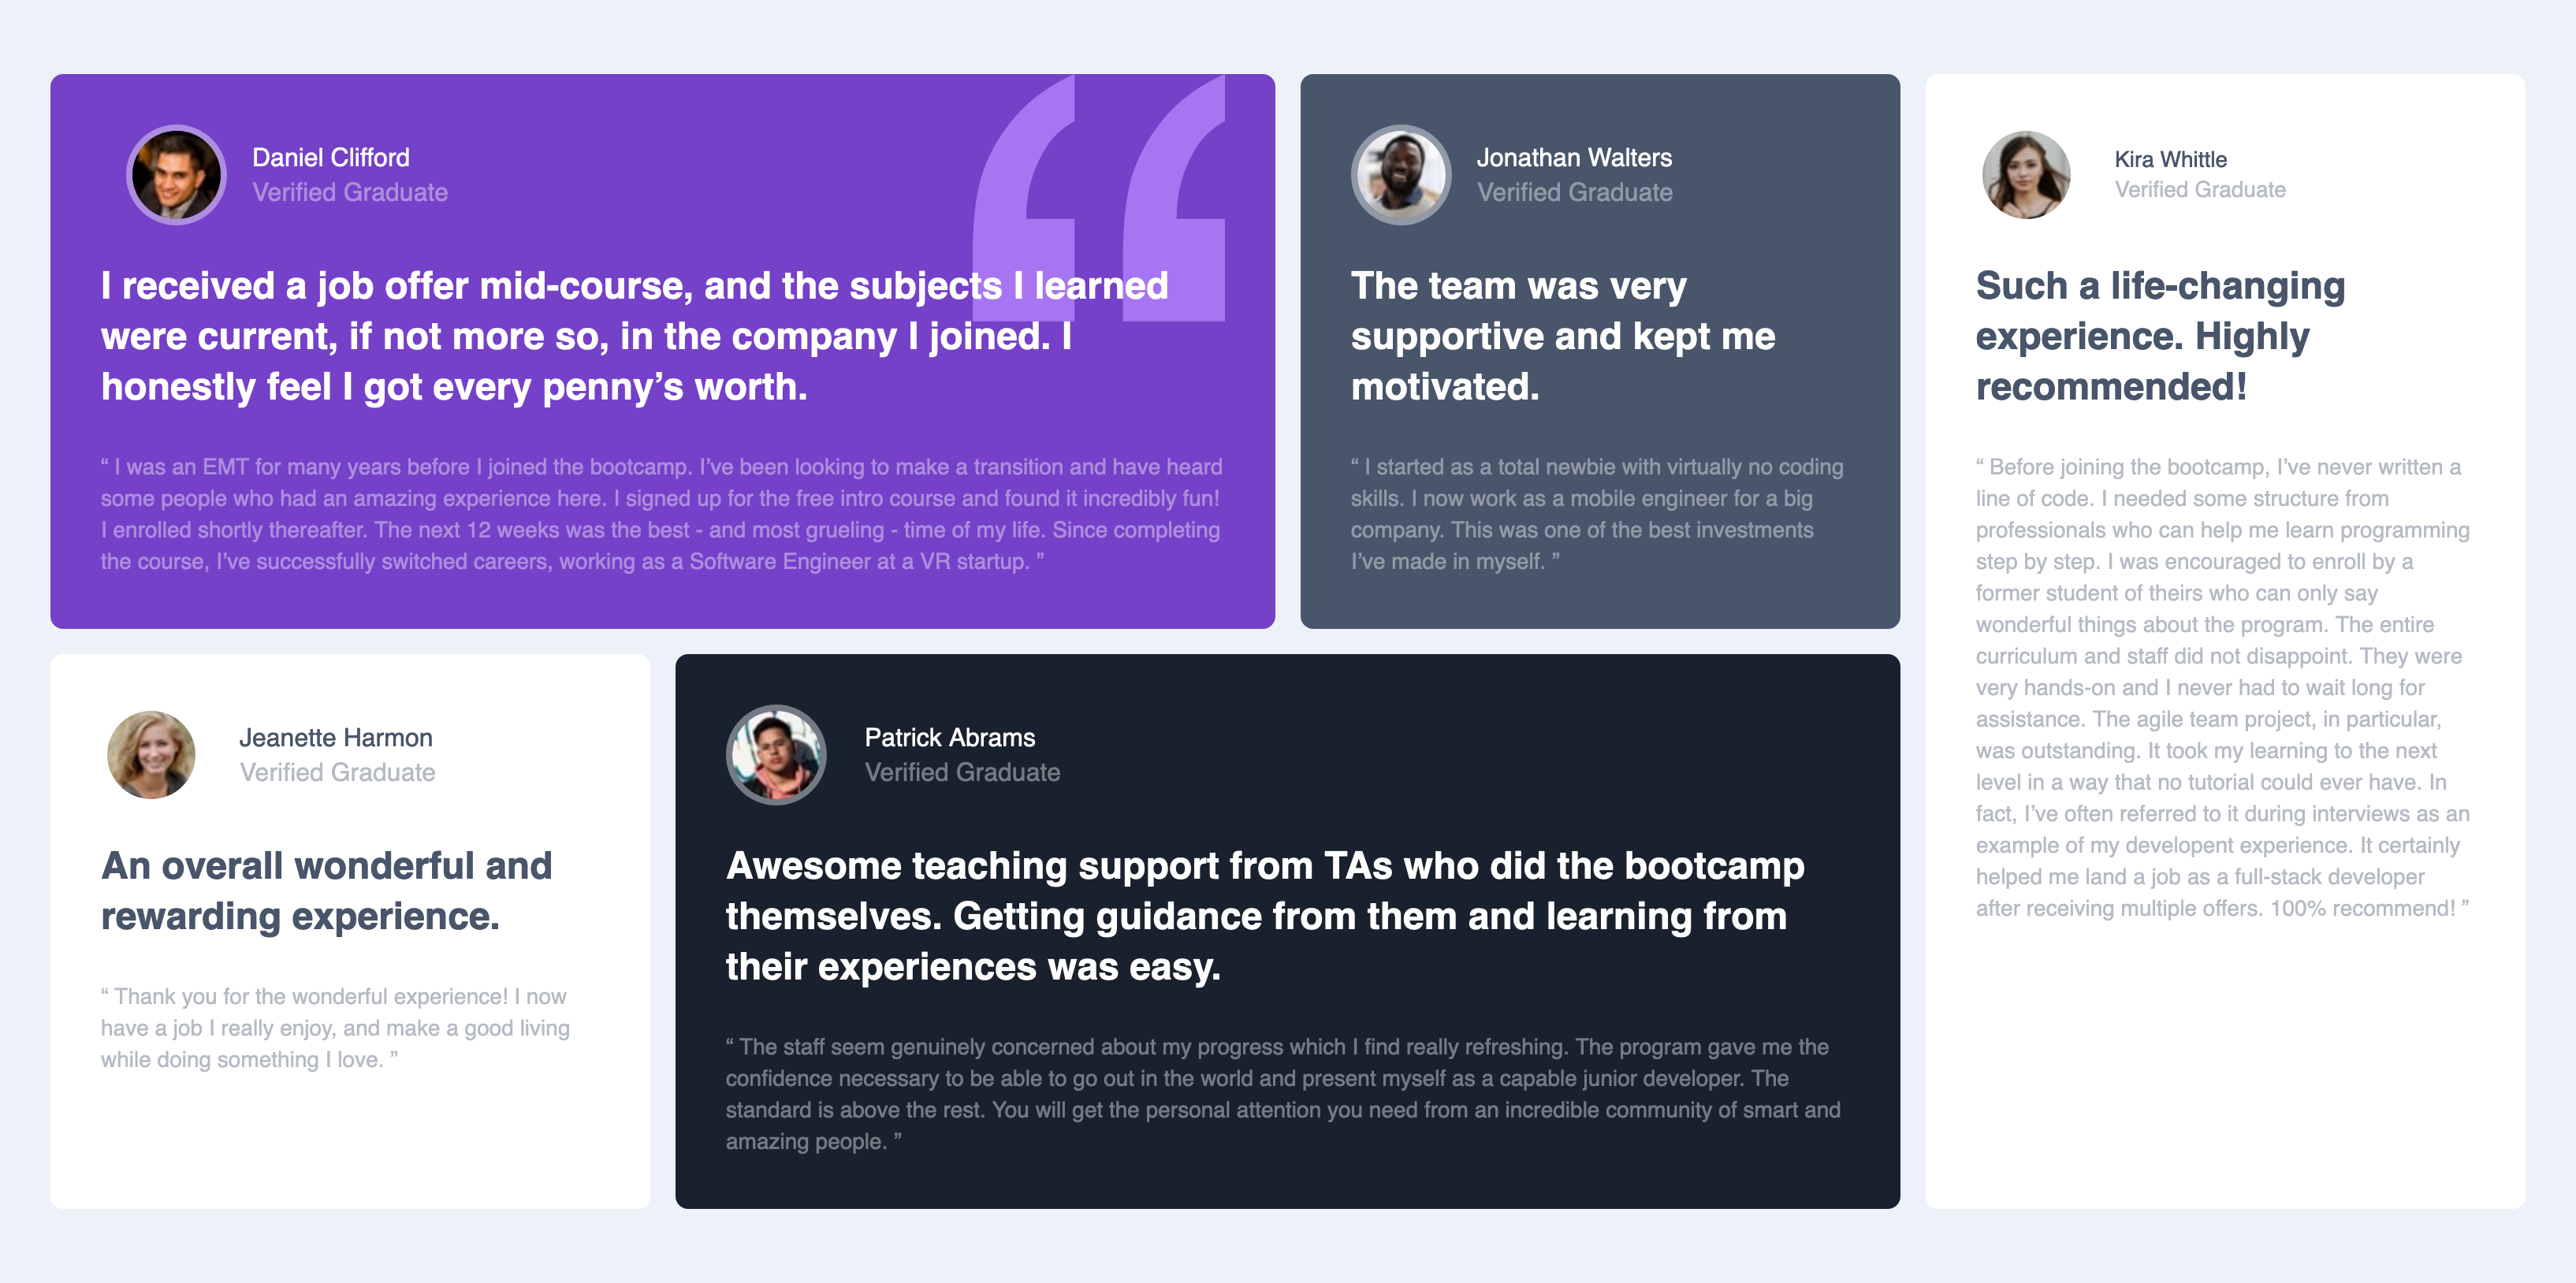 Daniel Clifford
Verified Graduate
I received a job offer mid-course, and the subjects I learned
were current, if not more so, in the company I joined. I
honestly feel I got every penny’s worth.
“ I was an EMT for many years before I joined the bootcamp. I’ve been looking to make a transition and have heard
some people who had an amazing experience here. I signed up for the free intro course and found it incredibly fun!
I enrolled shortly thereafter. The next 12 weeks was the best - and most grueling - time of my life. Since completing
the course, I’ve successfully switched careers, working as a Software Engineer at a VR startup. ”
Jonathan Walters
Verified Graduate
The team was very
supportive and kept me
motivated.
“ I started as a total newbie with virtually no coding
skills. I now work as a mobile engineer for a big
company. This was one of the best investments
I’ve made in myself. ”
Kira Whittle
Verified Graduate
Such a life-changing
experience. Highly
recommended!
“ Before joining the bootcamp, I’ve never written a
line of code. I needed some structure from
professionals who can help me learn programming
step by step. I was encouraged to enroll by a
former student of theirs who can only say
wonderful things about the program. The entire
curriculum and staff did not disappoint. They were
very hands-on and I never had to wait long for
assistance. The agile team project, in particular,
was outstanding. It took my learning to the next
level in a way that no tutorial could ever have. In
fact, I’ve often referred to it during interviews as an
example of my developent experience. It certainly
helped me land a job as a full-stack developer
after receiving multiple offers. 100% recommend! ”
Jeanette Harmon
Verified Graduate
An overall wonderful and
rewarding experience.
“ Thank you for the wonderful experience! I now
have a job I really enjoy, and make a good living
while doing something I love. ”
Patrick Abrams
Verified Graduate
Awesome teaching support from TAs who did the bootcamp
themselves. Getting guidance from them and learning from
their experiences was easy.
“ The staff seem genuinely concerned about my progress which I find really refreshing. The program gave me the
confidence necessary to be able to go out in the world and present myself as a capable junior developer. The
standard is above the rest. You will get the personal attention you need from an incredible community of smart and
amazing people. ”